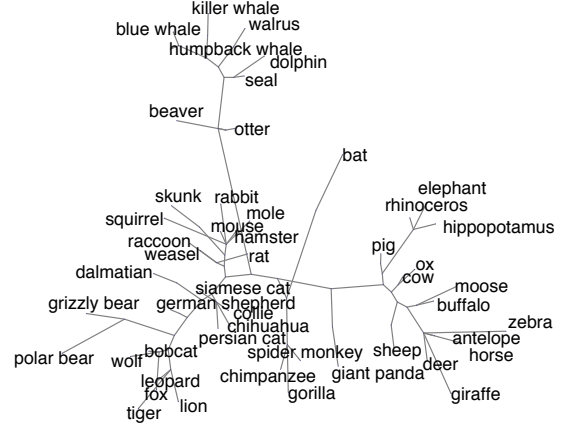 killer whale
walrus
blue whale
humpback whale
dolphin
seal
beaver
otter
bat
elephant
rhinoceros
hippopotamus
skunk
rabbit
squirrel
mole
mouse
hamster
raccoon
weasel
rat
pig
ox
cow
dalmatian
siamese cat
moose
grizzly bear
german shepherd
buffalo
collie
chihuahua
zebra
persian cat
antelope
polar bear
wolf
bobcat
spider monkey
sheep
horse
deer
chimpanzee
giant panda
leopard
fox
gorilla
giraffe
tiger
lion